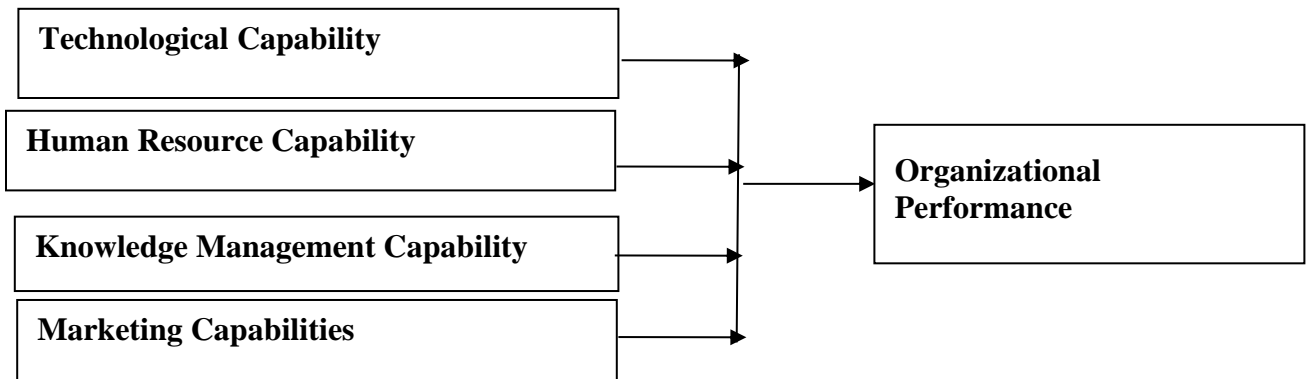 Technological Capability
Human Resource Capability
Knowledge Management Capability
Marketing Capabilities
Organizational
Performance